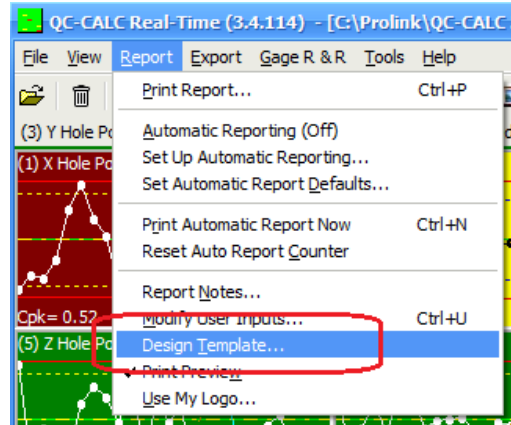 QC-CALC Real-Time (3.4.114) - [C:\Prolink\QC-CALC
File View Report Export Gage R & R Tools Help
Print Report... Ctrl+P
(3) Y Hole Po
Automatic Reporting (Off)
(1) X Hole Po
Set Up Automatic Reporting...
Set Automatic Report Defaults...
Print Automatic Report Now Ctrl+N
Reset Auto Report Counter
Report Notes...
Cpk= 0.52
Modify User Inputs... Ctrl+U
(5) Z Hole Po
Design Template...
Print Preview
Use My Logo...